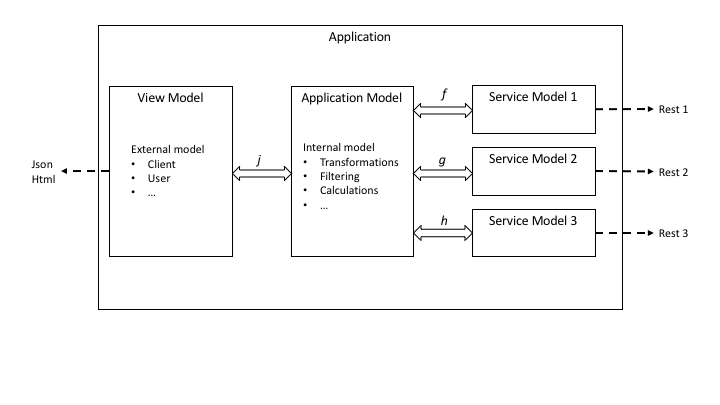 Application
View Model
External model
• Client
• User
• ...
Json
Html
j
Application Model
Internal model
• Transformations
• Filtering
• Calculations
• ...
f
g
h
Service Model 1
Service Model 2
Service Model 3
Rest 1
Rest 2
Rest 3